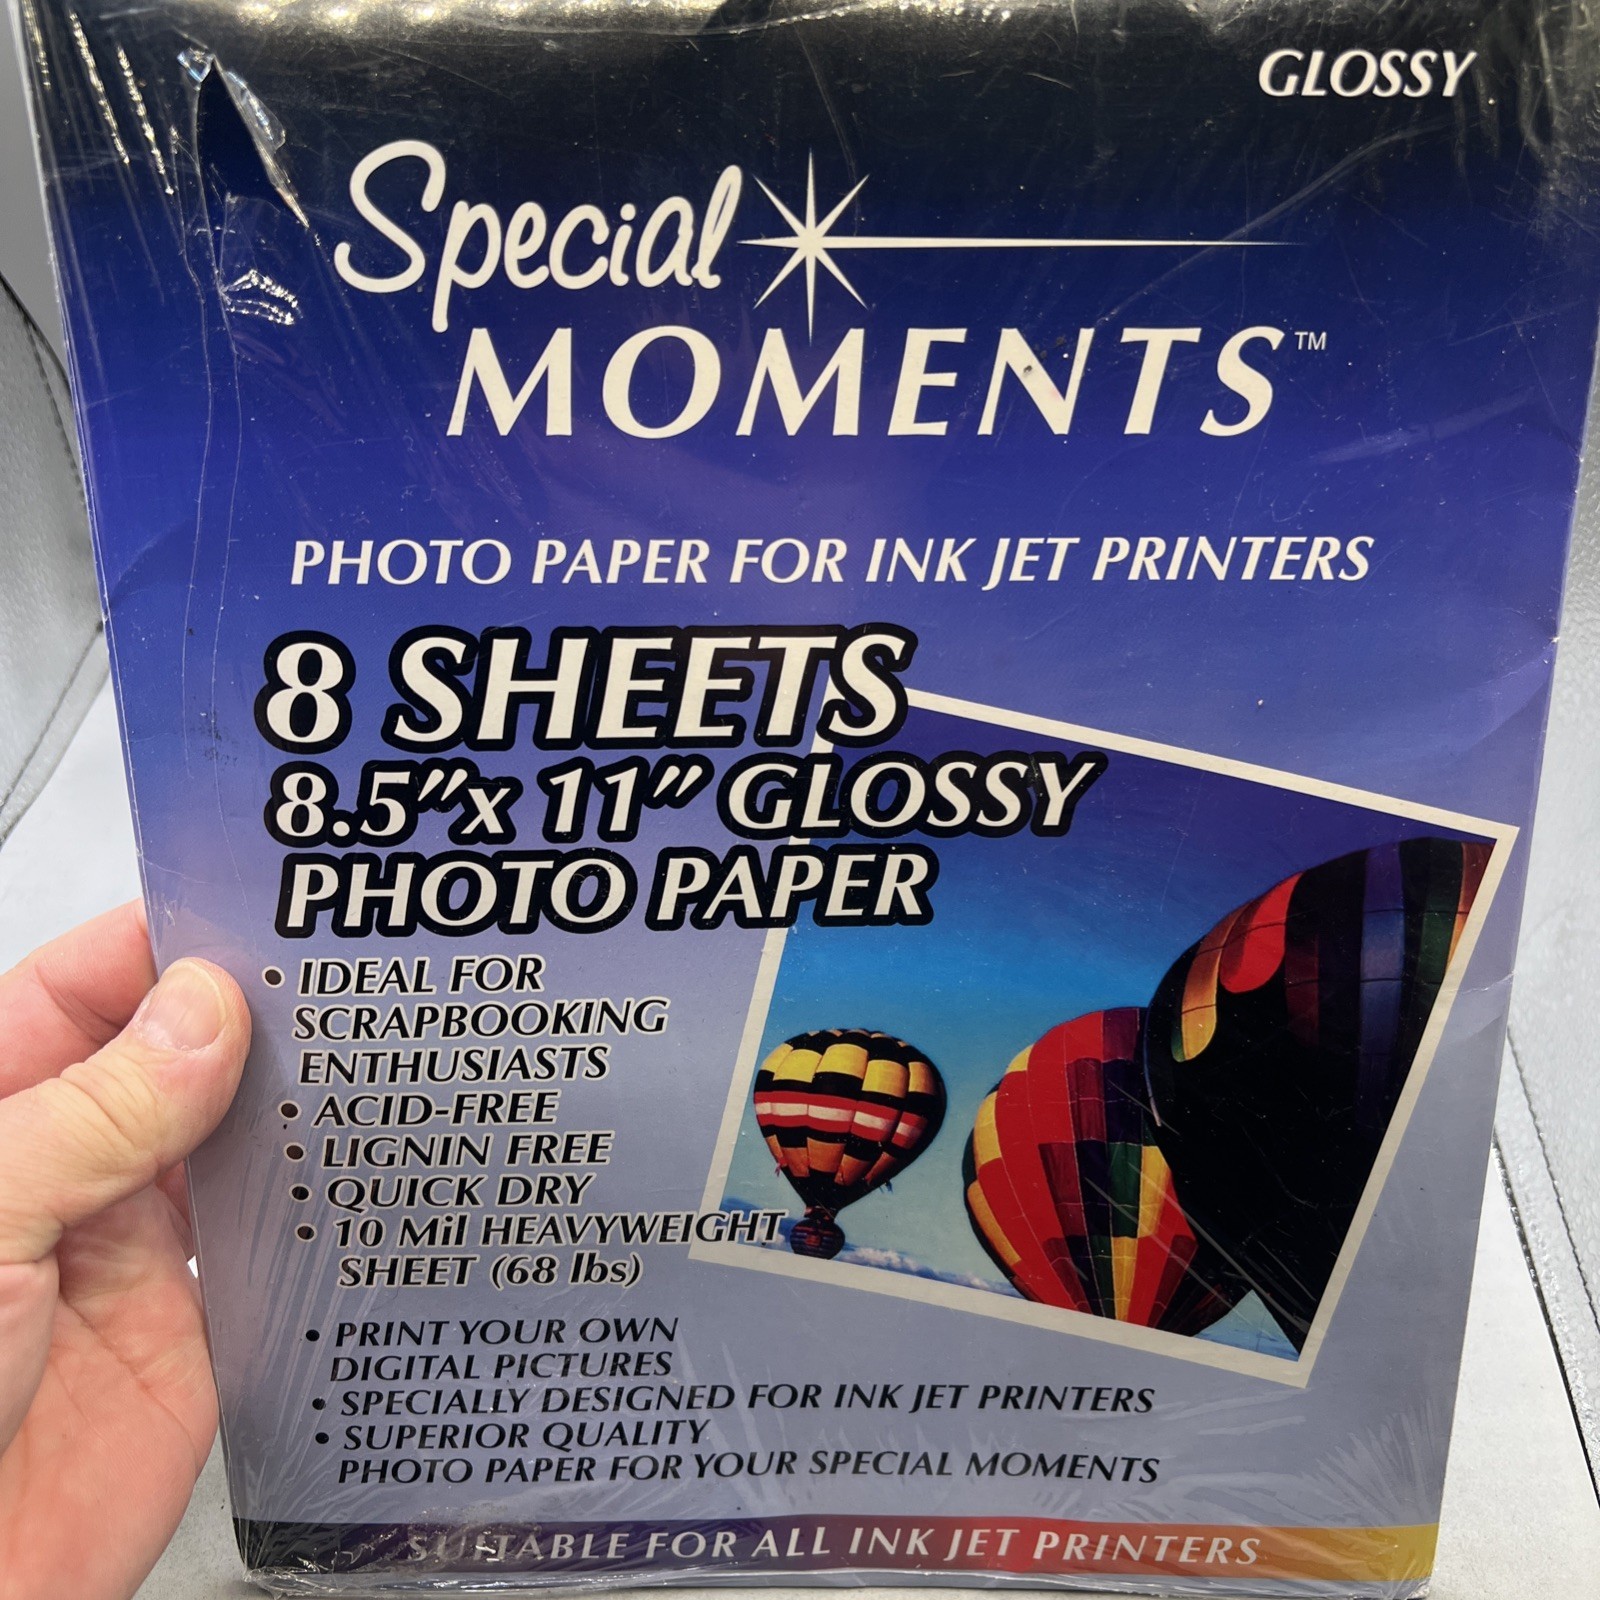 GLOSSY
Special
MOMENTS™
PHOTO PAPER FOR INK JET PRINTERS
8 SHEETS
8.5"x 11" GLOSSY
PHOTO PAPER
• IDEAL FOR
SCRAPBOOKING
ENTHUSIASTS
• ACID-FREE
• LIGNIN FREE
• QUICK DRY
• 10 Mil HEAVYWEIGHT
SHEET (68 lbs)
• PRINT YOUR OWN
DIGITAL PICTURES
• SPECIALLY DESIGNED FOR INK JET PRINTERS
• SUPERIOR QUALITY
PHOTO PAPER FOR YOUR SPECIAL MOMENTS
SUITABLE FOR ALL INK JET PRINTERS